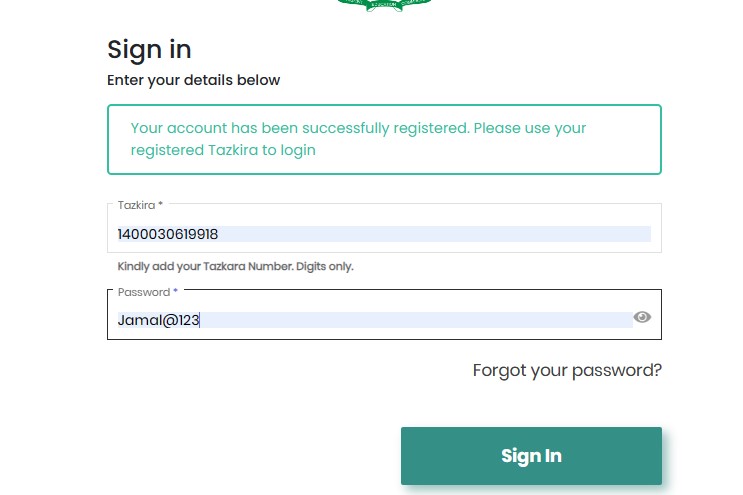 Sign in
Enter your details below
Your account has been successfully registered. Please use your
registered Tazkira to login
Tazkira *
1400030619918
Kindly add your Tazkara Number. Digits only.
Password *
Jamal@123
Forgot your password?
Sign In